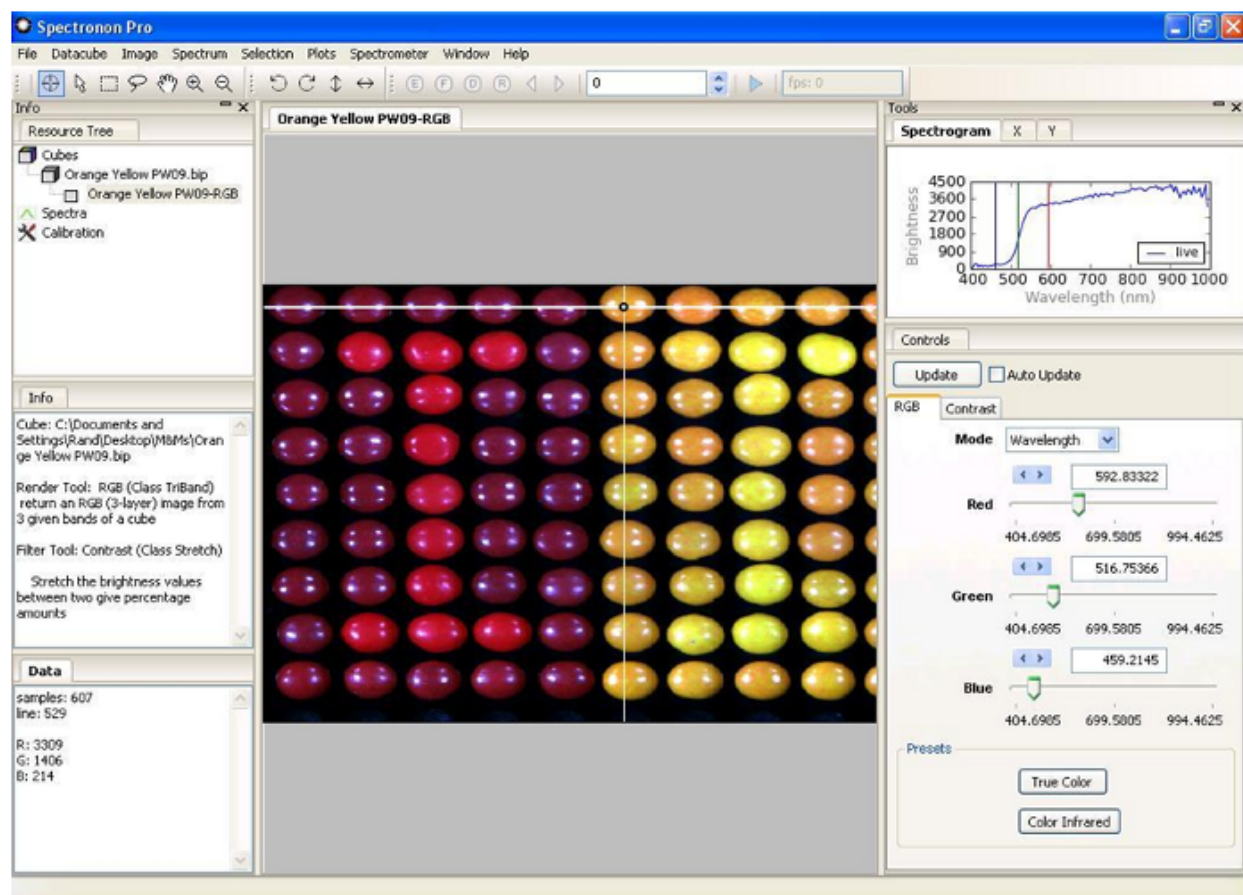 Spectronon Pro
File Datacube Image Spectrum Selection Plots Spectrometer Window Help
E F D R 0 fps: 0
Info
Resource Tree
Cubes
Orange Yellow PW09.bip
Orange Yellow PW09-RGB
Spectra
Calibration
Info
Cube: C:\Documents and
Settings\Rand\Desktop\M&Ms\Oran
ge Yellow PW09.bip
Render Tool: RGB (Class TriBand)
return an RGB (3-layer) image from
3 given bands of a cube
Filter Tool: Contrast (Class Stretch)
Stretch the brightness values
between two give percentage
amounts
Data
samples: 607
line: 529
R: 3309
G: 1406
B: 214
Orange Yellow PW09-RGB
Tools
Spectrogram X Y
Brightness
4500
3600
2700
1800
900
0
live
400 500 600 700 800 900 1000
Wavelength (nm)
Controls
Update Auto Update
RGB Contrast
Mode Wavelength
592.83322
Red
404.6985 699.5805 994.4625
516.75366
Green
404.6985 699.5805 994.4625
459.2145
Blue
404.6985 699.5805 994.4625
Presets
True Color
Color Infrared